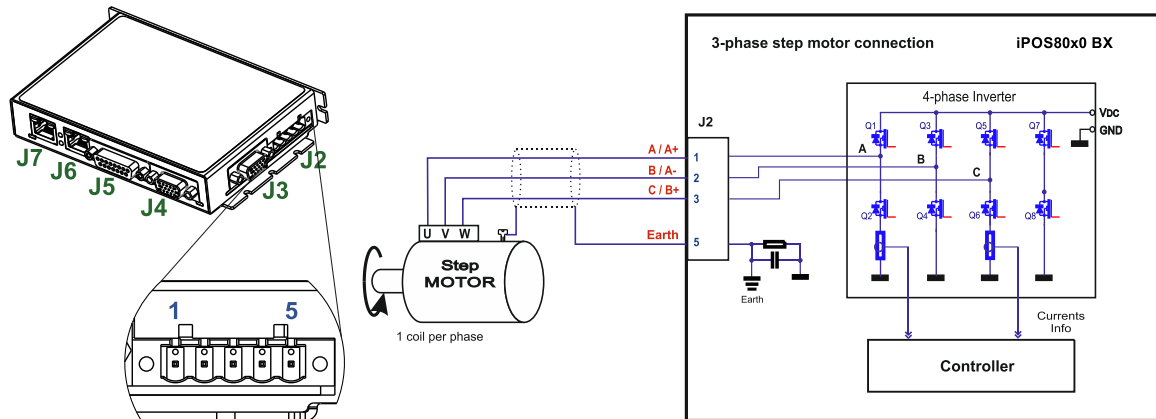 3-phase step motor connection
iPOS80x0 BX
J7
J6
J5
J4
J3
J2
1
5
A / A+
B / A-
C / B+
Earth
U V W
Step
MOTOR
1 coil per phase
J2
1
2
3
5
Earth
4-phase Inverter
Q1
Q3
Q5
Q7
VDC
GND
A
B
C
Q2
Q4
Q6
Q8
Currents
Info
Controller